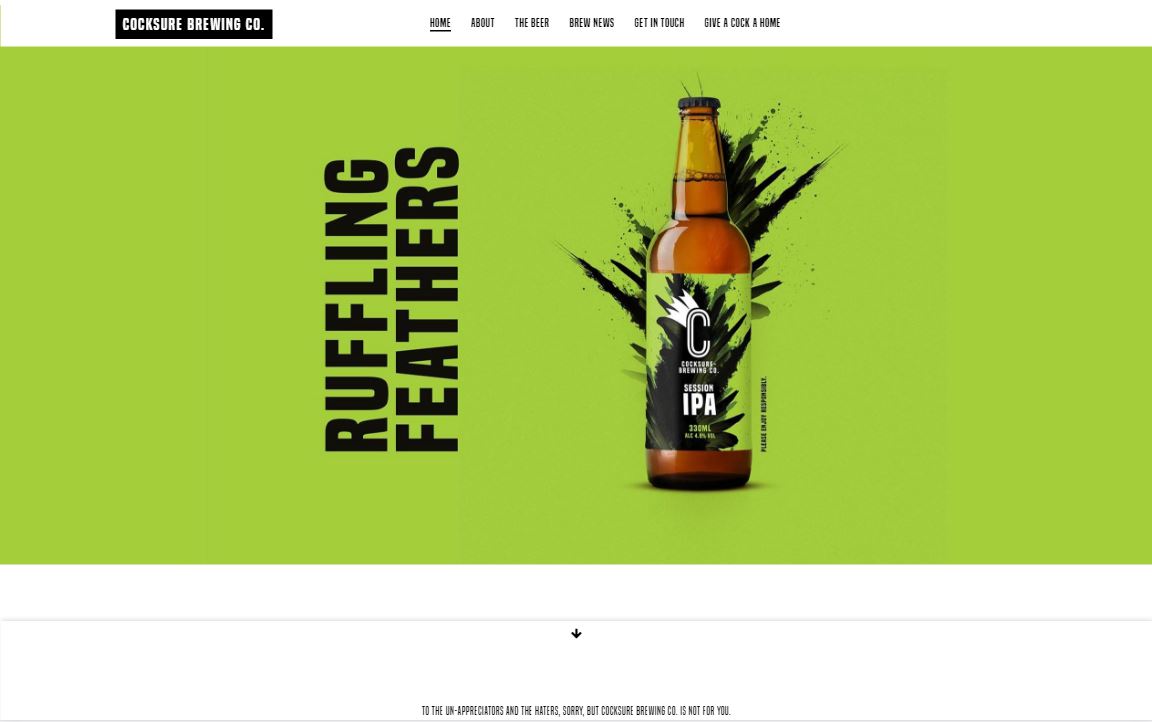 COCKSURE BREWING CO.
HOME ABOUT THE BEER BREW NEWS GET IN TOUCH GIVE A COCK A HOME
RUFFLING
FEATHERS
C
COCKSURE
BREWING CO.
SESSION
IPA
330ML
ALC 4.8% VOL
PLEASE ENJOY RESPONSIBLY.
TO THE UN-APPRECIATORS AND THE HATERS, SORRY, BUT COCKSURE BREWING CO. IS NOT FOR YOU.